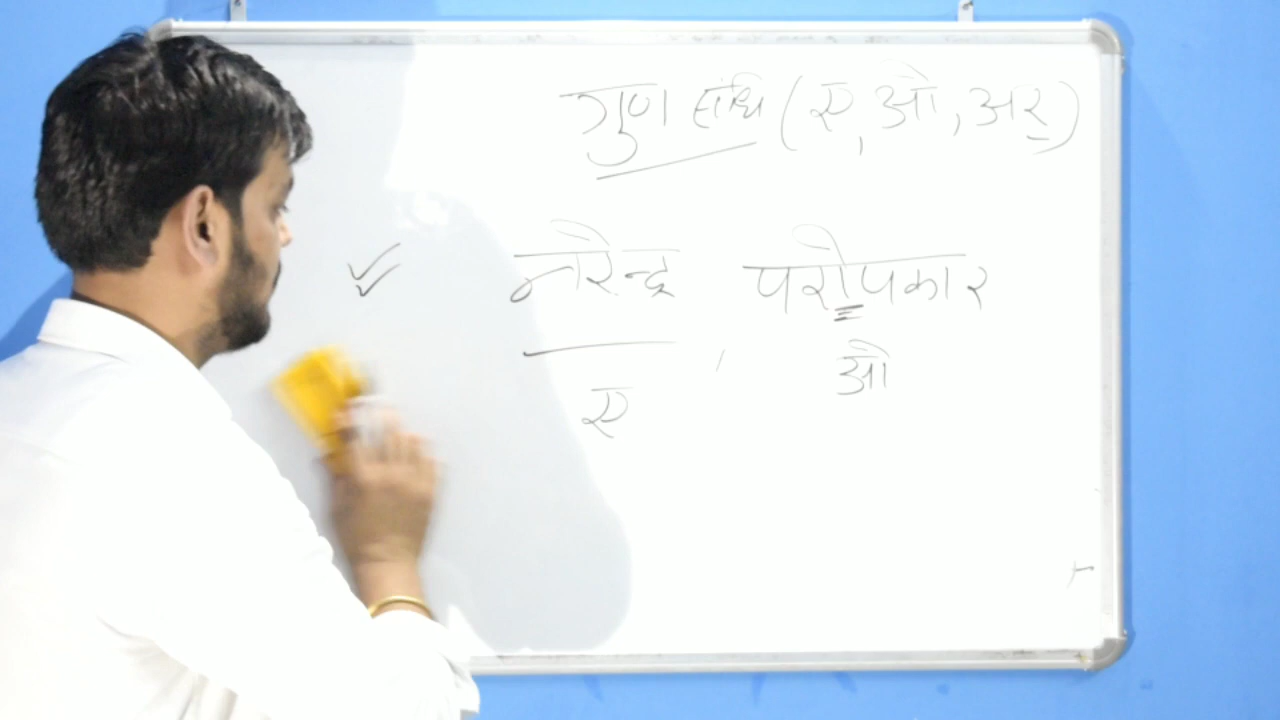 गुण संधि (ए, ओ, अर्)
नरेन्द्र परोपकार
ए , ओ